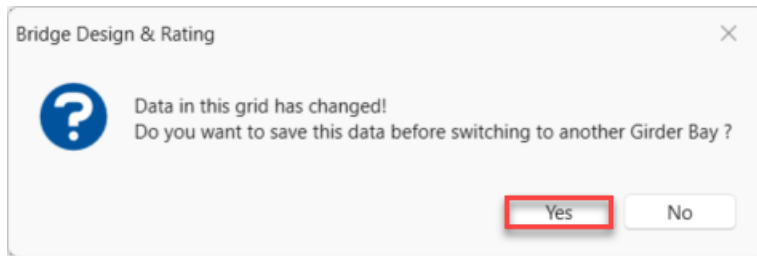 Bridge Design & Rating
Data in this grid has changed!
Do you want to save this data before switching to another Girder Bay ?
Yes
No